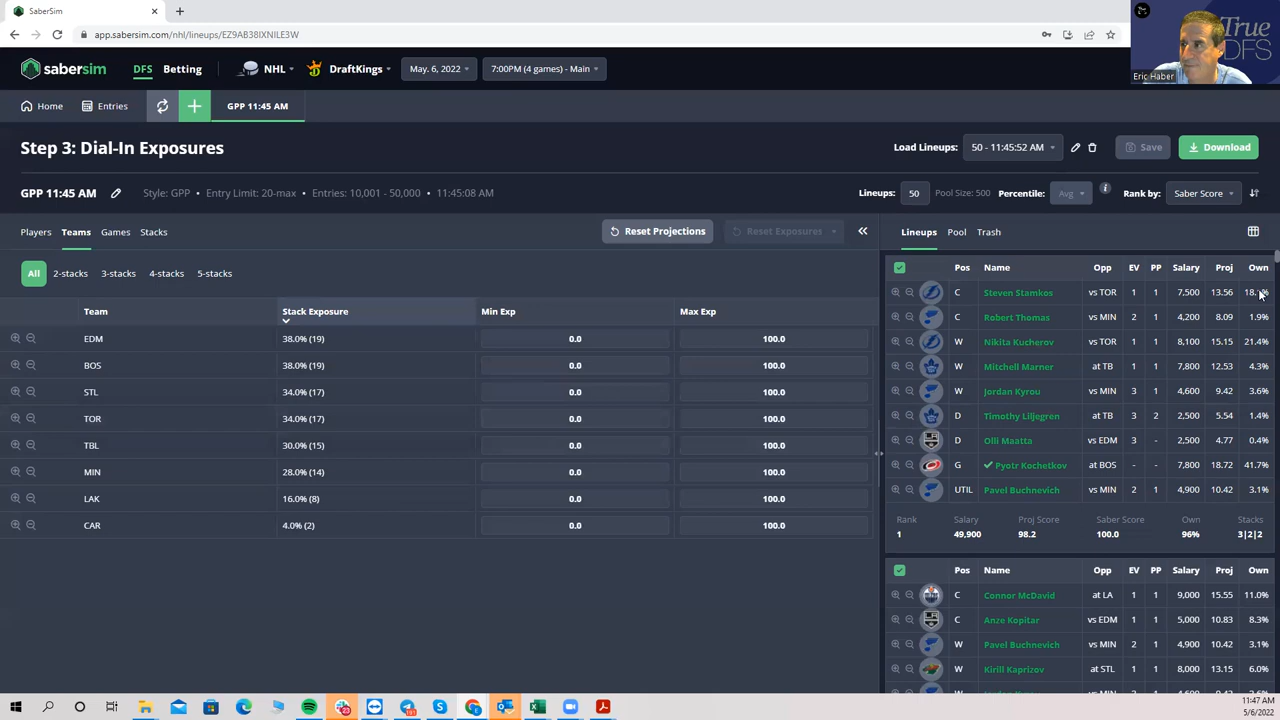 SaberSim
app.sabersim.com/nhl/lineups/EZ9AB38IXNILE3W
True
DFS
Eric Haber
sabersim DFS Betting NHL DraftKings May. 6, 2022 7:00PM (4 games) - Main
Home Entries GPP 11:45 AM
Step 3: Dial-In Exposures Load Lineups: 50 - 11:45:52 AM Save Download
GPP 11:45 AM Style: GPP • Entry Limit: 20-max • Entries: 10,001 - 50,000 • 11:45:08 AM Lineups: 50 Pool Size: 500 Percentile: Avg Rank by: Saber Score
Players Teams Games Stacks Reset Projections Reset Exposures Lineups Pool Trash
All 2-stacks 3-stacks 4-stacks 5-stacks
Team Stack Exposure Min Exp Max Exp
EDM 38.0% (19) 0.0 100.0
BOS 38.0% (19) 0.0 100.0
STL 34.0% (17) 0.0 100.0
TOR 34.0% (17) 0.0 100.0
TBL 30.0% (15) 0.0 100.0
MIN 28.0% (14) 0.0 100.0
LAK 16.0% (8) 0.0 100.0
CAR 4.0% (2) 0.0 100.0
Pos Name Opp EV PP Salary Proj Own
C Steven Stamkos vs TOR 1 1 7,500 13.56
C Robert Thomas vs MIN 2 1 4,200 8.09 1.9%
W Nikita Kucherov vs TOR 1 1 8,100 15.15 21.4%
W Mitchell Marner at TB 1 1 7,800 12.53 4.3%
W Jordan Kyrou vs MIN 3 1 4,600 9.42 3.6%
D Timothy Liljegren at TB 3 2 2,500 5.54 1.4%
D Olli Maatta vs EDM 3 - 2,500 4.77 0.4%
G Pyotr Kochetkov at BOS - - 7,800 18.72 41.7%
UTIL Pavel Buchnevich vs MIN 2 1 4,900 10.42 3.1%
Rank Salary Proj Score Saber Score Own Stacks
1 49,900 98.2 100.0 96% 3|2|2
Pos Name Opp EV PP Salary Proj Own
C Connor McDavid at LA 1 1 9,000 15.55 11.0%
C Anze Kopitar vs EDM 1 1 5,000 10.83 8.3%
W Pavel Buchnevich vs MIN 2 1 4,900 10.42 3.1%
W Kirill Kaprizov at STL 1 1 8,000 13.15 6.0%
11:47 AM
5/6/2022